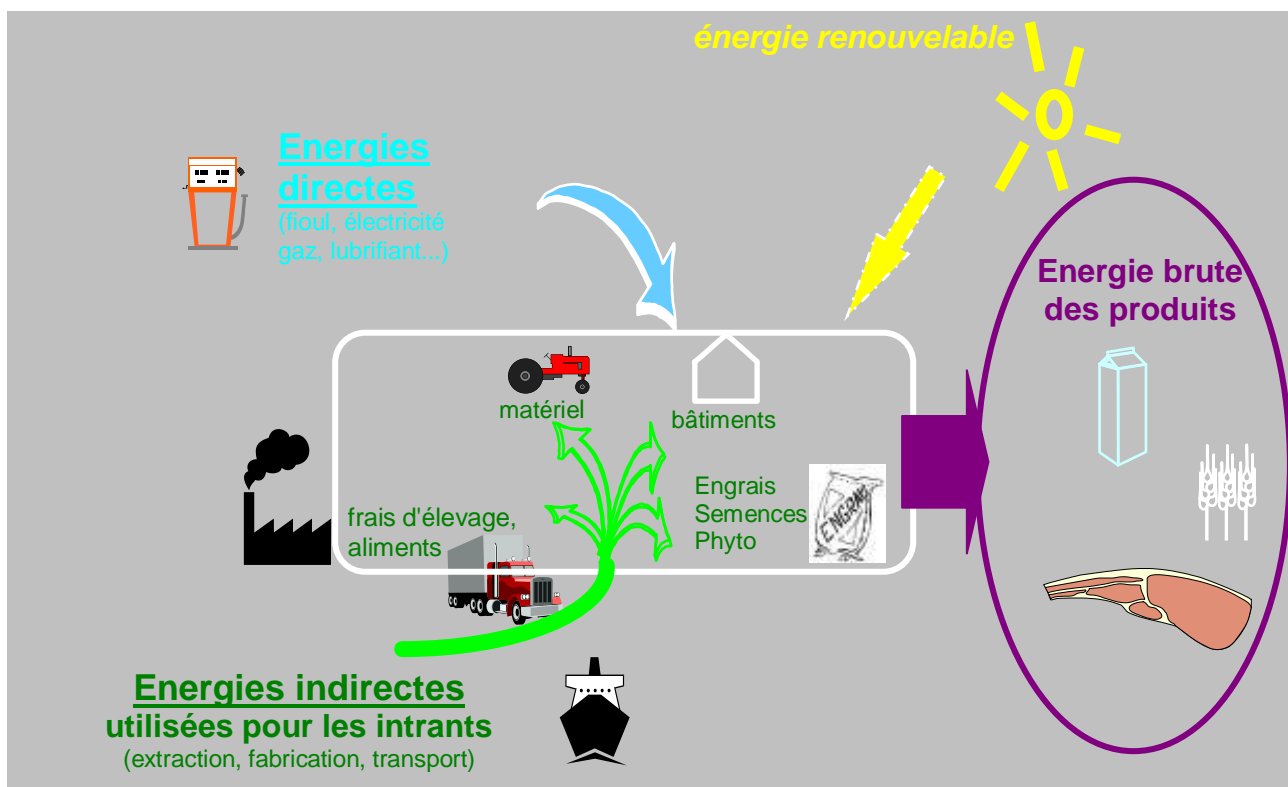 énergie renouvelable
Energies
directes
(fioul, électricité
gaz, lubrifiant...)
Energie brute
des produits
matériel
bâtiments
Engrais
Semences
Phyto
ENGRAIS
frais d'élevage,
aliments
Energies indirectes
utilisées pour les intrants
(extraction, fabrication, transport)